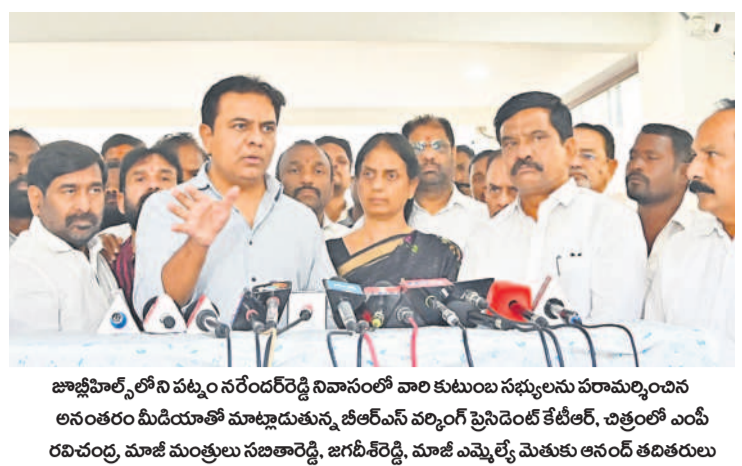 జూబ్లీహిల్స్‌లోని పట్నం నరేందర్‌రెడ్డి నివాసంలో వారి కుటుంబ సభ్యులను పరామర్శించిన
అనంతరం మీడియాతో మాట్లాడుతున్న బీఆర్ఎస్ వర్కింగ్ ప్రెసిడెంట్ కేటీఆర్, చిత్రంలో ఎంపీ
రవిచంద్ర, మాజీ మంత్రులు సబితారెడ్డి, జగదీశ్‌రెడ్డి, మాజీ ఎమ్మెల్యే మెతుకు ఆనంద్ తదితరులు